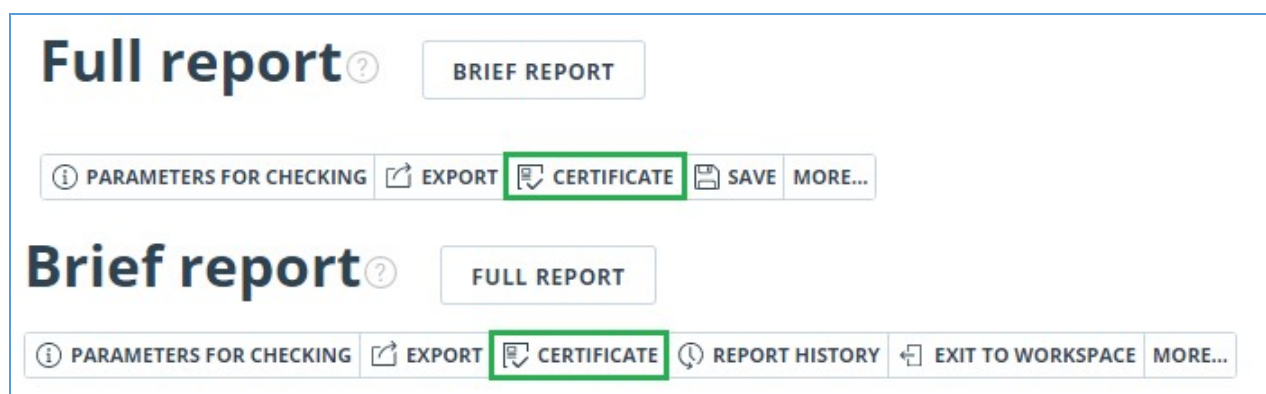 Full report ? BRIEF REPORT
PARAMETERS FOR CHECKING EXPORT CERTIFICATE SAVE MORE...
Brief report ? FULL REPORT
PARAMETERS FOR CHECKING EXPORT CERTIFICATE REPORT HISTORY EXIT TO WORKSPACE MORE...